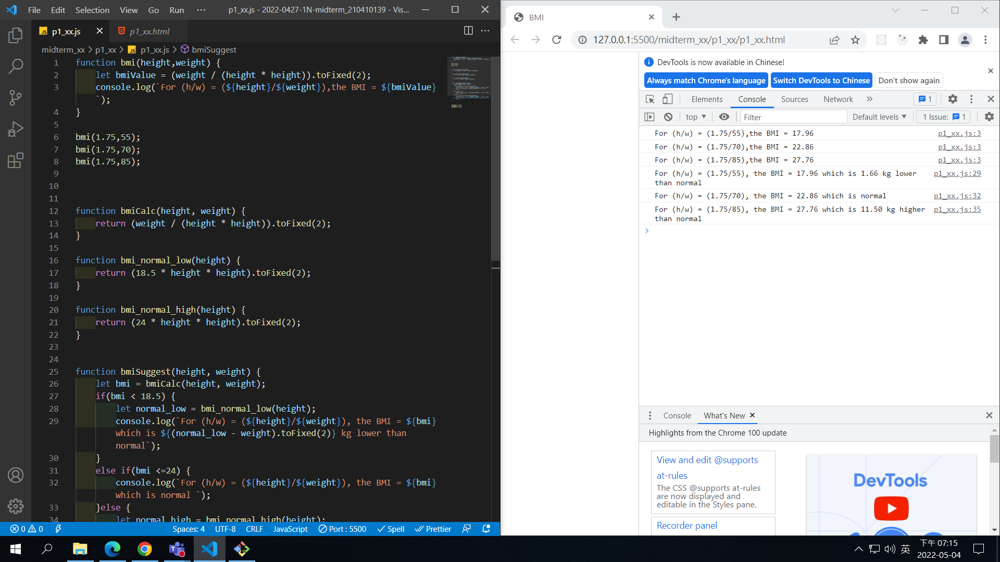 File Edit Selection View Go Run ··· p1_xx.js - 2022-0427-1N-midterm_210410139 - Vis...
JS p1_xx.js p1_xx.html
midterm_xx > p1_xx > JS p1_xx.js > bmiSuggest
1 function bmi(height,weight) {
2 let bmiValue = (weight / (height * height)).toFixed(2);
3 console.log(`For (h/w) = (${height}/${weight}),the BMI = ${bmiValue}
`);
4 }
5
6 bmi(1.75,55);
7 bmi(1.75,70);
8 bmi(1.75,85);
9
10
11
12 function bmiCalc(height, weight) {
13 return (weight / (height * height)).toFixed(2);
14 }
15
16 function bmi_normal_low(height) {
17 return (18.5 * height * height).toFixed(2);
18 }
19
20 function bmi_normal_high(height) {
21 return (24 * height * height).toFixed(2);
22 }
23
24
25 function bmiSuggest(height, weight) {
26 let bmi = bmiCalc(height, weight);
27 if(bmi < 18.5) {
28 let normal_low = bmi_normal_low(height);
29 console.log(`For (h/w) = (${height}/${weight}), the BMI = ${bmi}
which is ${(normal_low - weight).toFixed(2)} kg lower than
normal`);
30 }
31 else if(bmi <=24) {
32 console.log(`For (h/w) = (${height}/${weight}), the BMI = ${bmi}
which is normal `);
33 }else {
34 let normal_high = bmi_normal_high(height);
0 0 Spaces: 4 UTF-8 CRLF JavaScript Port : 5500 Spell Prettier
BMI
127.0.0.1:5500/midterm_xx/p1_xx/p1_xx.html
DevTools is now available in Chinese!
Always match Chrome's language Switch DevTools to Chinese Don't show again
Elements Console Sources Network » 1
top Filter Default levels 1 Issue: 1
For (h/w) = (1.75/55),the BMI = 17.96 p1_xx.js:3
For (h/w) = (1.75/70),the BMI = 22.86 p1_xx.js:3
For (h/w) = (1.75/85),the BMI = 27.76 p1_xx.js:3
For (h/w) = (1.75/55), the BMI = 17.96 which is 1.66 kg lower p1_xx.js:29
than normal
For (h/w) = (1.75/70), the BMI = 22.86 which is normal p1_xx.js:32
For (h/w) = (1.75/85), the BMI = 27.76 which is 11.50 kg higher p1_xx.js:35
than normal
Console What's New
Highlights from the Chrome 100 update
View and edit @supports
at-rules
The CSS @supports at-rules
are now displayed and
editable in the Styles pane.
Recorder panel
DevTools
英 下午 07:15
2022-05-04